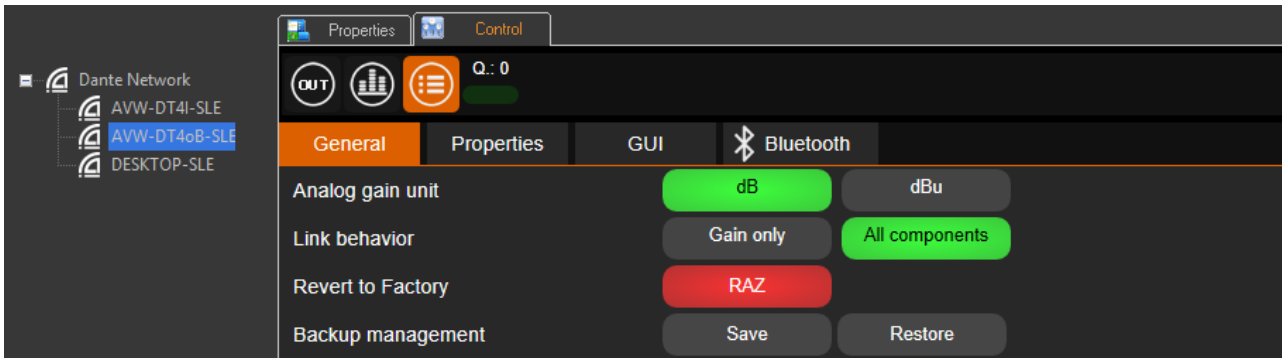 Properties Control
Dante Network
AVW-DT4I-SLE
AVW-DT4oB-SLE
DESKTOP-SLE
OUT
Q.: 0
General Properties GUI Bluetooth
Analog gain unit dB dBu
Link behavior Gain only All components
Revert to Factory RAZ
Backup management Save Restore